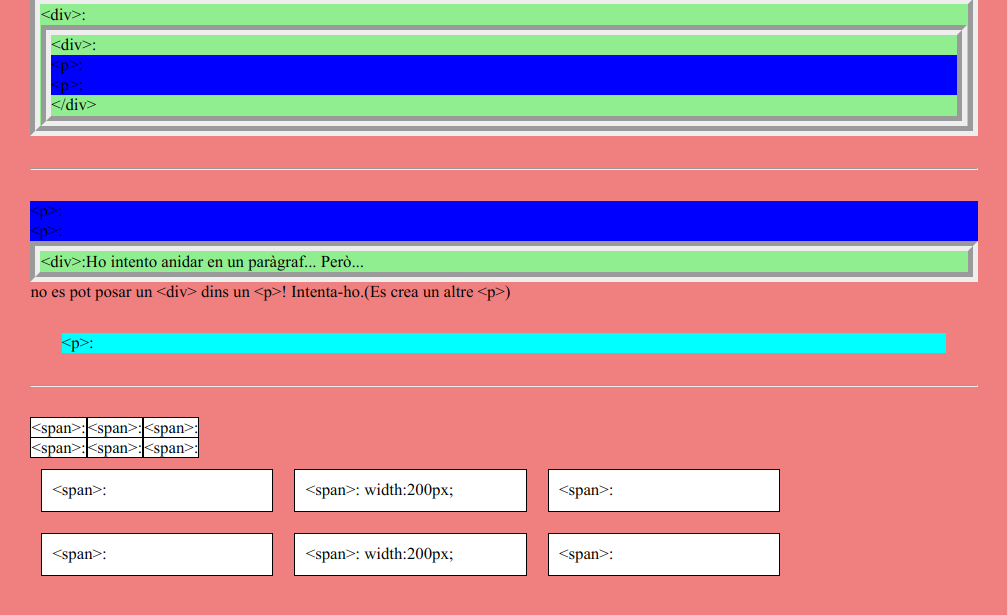 <div>:
<div>:
<p>:
<p>:
</div>
<p>:
<p>:
<div>:Ho intento anidar en un paràgraf... Però...
no es pot posar un <div> dins un <p>! Intenta-ho.(Es crea un altre <p>)
<p>:
<span>: <span>: <span>:
<span>: <span>: <span>:
<span>: <span>: width:200px; <span>:
<span>: <span>: width:200px; <span>: